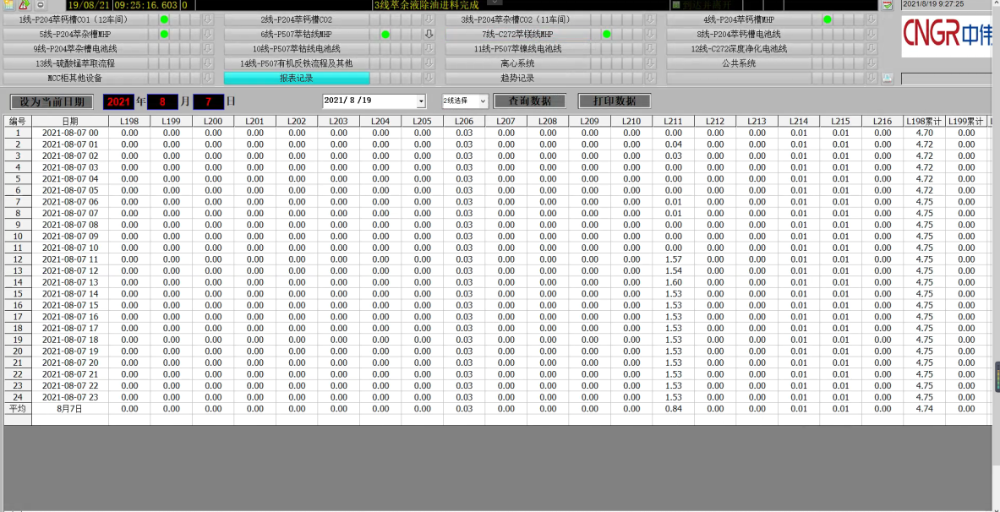 19/08/21 09:25:16.603 0 3线萃余液除油进料完成 2021/8/19 9:27:25
1线-P204萃钙槽CO1（12车间） 2线-P204萃钙槽CO2 3线-P204萃杂槽CO2（11车间） 4线-P204萃钙槽MHP
5线-P204萃杂槽MHP 6线-P507萃钴线MHP 7线-C272萃镁线MHP 8线-P204萃钙槽电池线
9线-P204萃杂槽电池线 10线-P507萃钴线电池线 11线-P507萃镍线电池线 12线-C272深度净化电池线
13线-硫酸锰萃取流程 14线-P507有机反铁流程及其他 离心系统 公共系统
MCC柜其他设备 报表记录 趋势记录
CNGR中伟
设为当前日期 2021 年 8 月 7 日 2021/ 8 /19 2线选择 查询数据 打印数据
编号 日期 L198 L199 L200 L201 L202 L203 L204 L205 L206 L207 L208 L209 L210 L211 L212 L213 L214 L215 L216 L198累计 L199累计
1 2021-08-07 00 0.00 0.00 0.00 0.00 0.00 0.00 0.00 0.00 0.03 0.00 0.00 0.00 0.00 0.00 0.00 0.00 0.01 0.01 0.00 4.70 0.00
2 2021-08-07 01 0.00 0.00 0.00 0.00 0.00 0.00 0.00 0.00 0.03 0.00 0.00 0.00 0.00 0.04 0.00 0.00 0.01 0.01 0.00 4.72 0.00
3 2021-08-07 02 0.00 0.00 0.00 0.00 0.00 0.00 0.00 0.00 0.03 0.00 0.00 0.00 0.00 0.03 0.00 0.00 0.01 0.01 0.00 4.72 0.00
4 2021-08-07 03 0.00 0.00 0.00 0.00 0.00 0.00 0.00 0.00 0.03 0.00 0.00 0.00 0.00 0.00 0.00 0.00 0.01 0.01 0.00 4.72 0.00
5 2021-08-07 04 0.00 0.00 0.00 0.00 0.00 0.00 0.00 0.00 0.03 0.00 0.00 0.00 0.00 0.00 0.00 0.00 0.01 0.01 0.00 4.72 0.00
6 2021-08-07 05 0.00 0.00 0.00 0.00 0.00 0.00 0.00 0.00 0.03 0.00 0.00 0.00 0.00 0.00 0.00 0.00 0.01 0.01 0.00 4.72 0.00
7 2021-08-07 06 0.00 0.00 0.00 0.00 0.00 0.00 0.00 0.00 0.03 0.00 0.00 0.00 0.00 0.01 0.00 0.00 0.01 0.01 0.00 4.75 0.00
8 2021-08-07 07 0.00 0.00 0.00 0.00 0.00 0.00 0.00 0.00 0.03 0.00 0.00 0.00 0.00 0.01 0.00 0.00 0.01 0.01 0.00 4.75 0.00
9 2021-08-07 08 0.00 0.00 0.00 0.00 0.00 0.00 0.00 0.00 0.03 0.00 0.00 0.00 0.00 0.00 0.00 0.00 0.01 0.01 0.00 4.75 0.00
10 2021-08-07 09 0.00 0.00 0.00 0.00 0.00 0.00 0.00 0.00 0.03 0.00 0.00 0.00 0.00 0.00 0.00 0.00 0.01 0.01 0.00 4.75 0.00
11 2021-08-07 10 0.00 0.00 0.00 0.00 0.00 0.00 0.00 0.00 0.03 0.00 0.00 0.00 0.00 0.00 0.00 0.00 0.01 0.01 0.00 4.75 0.00
12 2021-08-07 11 0.00 0.00 0.00 0.00 0.00 0.00 0.00 0.00 0.03 0.00 0.00 0.00 0.00 1.57 0.00 0.00 0.01 0.01 0.00 4.75 0.00
13 2021-08-07 12 0.00 0.00 0.00 0.00 0.00 0.00 0.00 0.00 0.03 0.00 0.00 0.00 0.00 1.54 0.00 0.00 0.01 0.01 0.00 4.75 0.00
14 2021-08-07 13 0.00 0.00 0.00 0.00 0.00 0.00 0.00 0.00 0.03 0.00 0.00 0.00 0.00 1.60 0.00 0.00 0.01 0.01 0.00 4.75 0.00
15 2021-08-07 14 0.00 0.00 0.00 0.00 0.00 0.00 0.00 0.00 0.03 0.00 0.00 0.00 0.00 1.53 0.00 0.00 0.01 0.01 0.00 4.75 0.00
16 2021-08-07 15 0.00 0.00 0.00 0.00 0.00 0.00 0.00 0.00 0.03 0.00 0.00 0.00 0.00 1.53 0.00 0.00 0.01 0.01 0.00 4.75 0.00
17 2021-08-07 16 0.00 0.00 0.00 0.00 0.00 0.00 0.00 0.00 0.03 0.00 0.00 0.00 0.00 1.53 0.00 0.00 0.01 0.01 0.00 4.75 0.00
18 2021-08-07 17 0.00 0.00 0.00 0.00 0.00 0.00 0.00 0.00 0.03 0.00 0.00 0.00 0.00 1.53 0.00 0.00 0.01 0.01 0.00 4.75 0.00
19 2021-08-07 18 0.00 0.00 0.00 0.00 0.00 0.00 0.00 0.00 0.03 0.00 0.00 0.00 0.00 1.53 0.00 0.00 0.01 0.01 0.00 4.75 0.00
20 2021-08-07 19 0.00 0.00 0.00 0.00 0.00 0.00 0.00 0.00 0.03 0.00 0.00 0.00 0.00 1.53 0.00 0.00 0.01 0.01 0.00 4.75 0.00
21 2021-08-07 20 0.00 0.00 0.00 0.00 0.00 0.00 0.00 0.00 0.03 0.00 0.00 0.00 0.00 1.53 0.00 0.00 0.01 0.01 0.00 4.75 0.00
22 2021-08-07 21 0.00 0.00 0.00 0.00 0.00 0.00 0.00 0.00 0.03 0.00 0.00 0.00 0.00 1.53 0.00 0.00 0.01 0.01 0.00 4.75 0.00
23 2021-08-07 22 0.00 0.00 0.00 0.00 0.00 0.00 0.00 0.00 0.03 0.00 0.00 0.00 0.00 1.53 0.00 0.00 0.01 0.01 0.00 4.75 0.00
24 2021-08-07 23 0.00 0.00 0.00 0.00 0.00 0.00 0.00 0.00 0.03 0.00 0.00 0.00 0.00 1.53 0.00 0.00 0.01 0.01 0.00 4.75 0.00
平均 8月7日 0.00 0.00 0.00 0.00 0.00 0.00 0.00 0.00 0.03 0.00 0.00 0.00 0.00 0.84 0.00 0.00 0.01 0.01 0.00 4.74 0.00